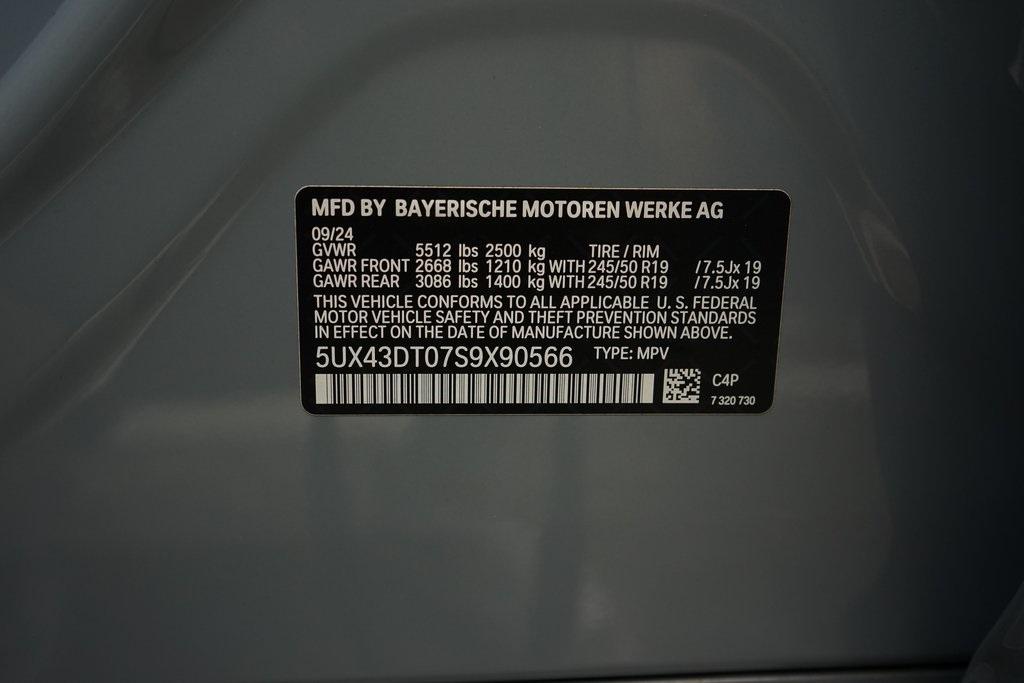 MFD BY BAYERISCHE MOTOREN WERKE AG
09/24
GVWR 5512 lbs 2500 kg TIRE / RIM
GAWR FRONT 2668 lbs 1210 kg WITH 245/50 R19 /7.5Jx 19
GAWR REAR 3086 lbs 1400 kg WITH 245/50 R19 /7.5Jx 19
THIS VEHICLE CONFORMS TO ALL APPLICABLE U. S. FEDERAL
MOTOR VEHICLE SAFETY AND THEFT PREVENTION STANDARDS
IN EFFECT ON THE DATE OF MANUFACTURE SHOWN ABOVE.
5UX43DT07S9X90566 TYPE: MPV
C4P
7 320 730